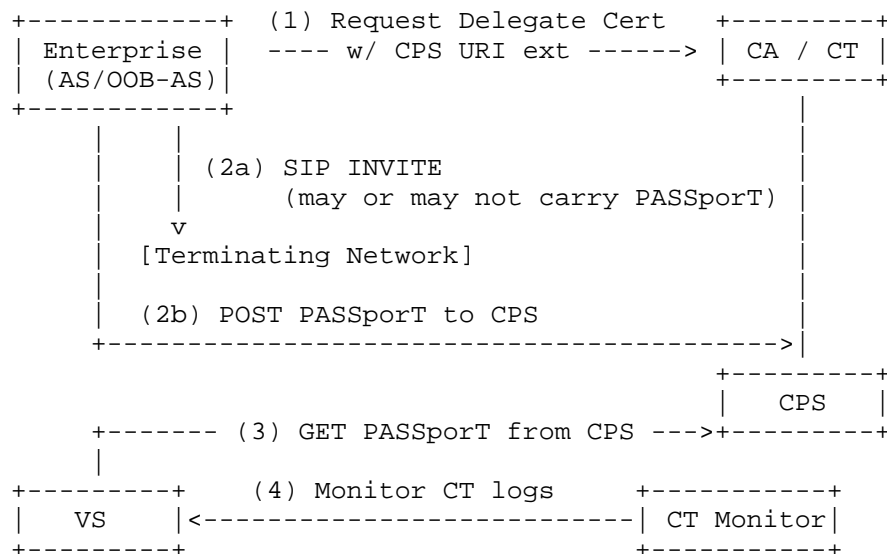 (1) Request Delegate Cert
Enterprise ---- w/ CPS URI ext ------> CA / CT
(AS/OOB-AS)
(2a) SIP INVITE
(may or may not carry PASSporT)
v
[Terminating Network]
(2b) POST PASSporT to CPS
CPS
(3) GET PASSporT from CPS
(4) Monitor CT logs
VS CT Monitor